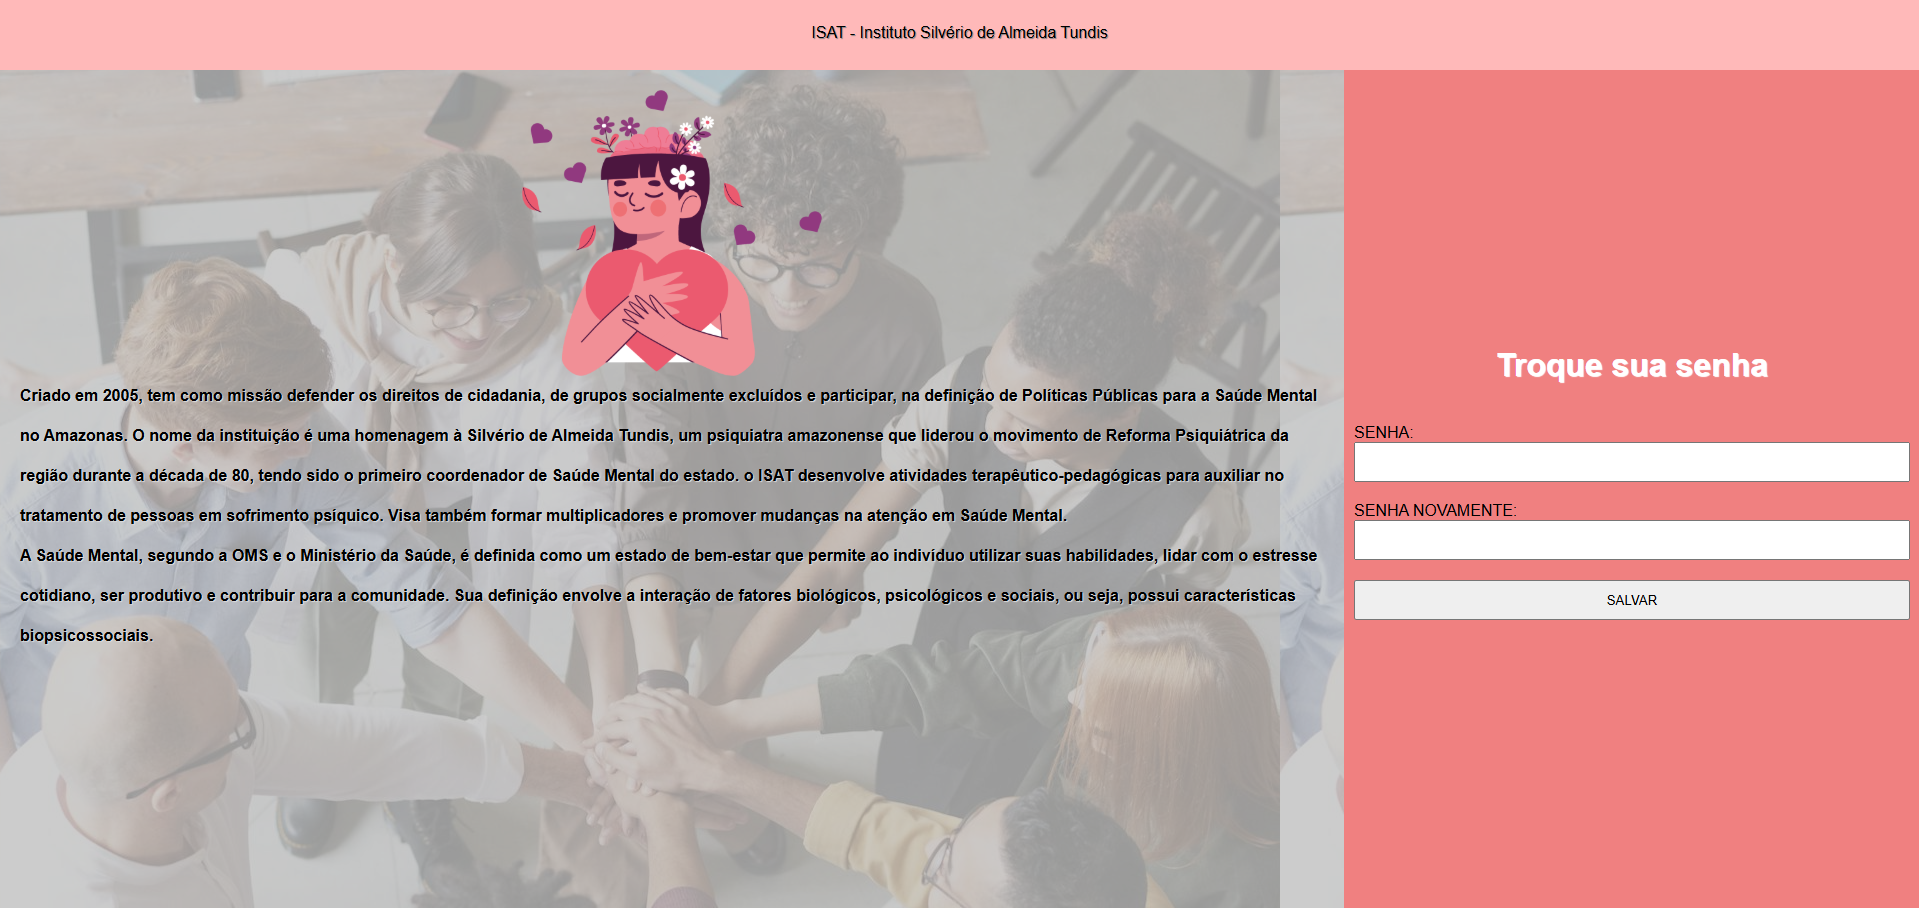 ISAT - Instituto Silvério de Almeida Tundis
Criado em 2005, tem como missão defender os direitos de cidadania, de grupos socialmente excluídos e participar, na definição de Políticas Públicas para a Saúde Mental
no Amazonas. O nome da instituição é uma homenagem à Silvério de Almeida Tundis, um psiquiatra amazonense que liderou o movimento de Reforma Psiquiátrica da
região durante a década de 80, tendo sido o primeiro coordenador de Saúde Mental do estado. o ISAT desenvolve atividades terapêutico-pedagógicas para auxiliar no
tratamento de pessoas em sofrimento psíquico. Visa também formar multiplicadores e promover mudanças na atenção em Saúde Mental.
A Saúde Mental, segundo a OMS e o Ministério da Saúde, é definida como um estado de bem-estar que permite ao indivíduo utilizar suas habilidades, lidar com o estresse
cotidiano, ser produtivo e contribuir para a comunidade. Sua definição envolve a interação de fatores biológicos, psicológicos e sociais, ou seja, possui características
biopsicossociais.
Troque sua senha
SENHA:
SENHA NOVAMENTE:
SALVAR